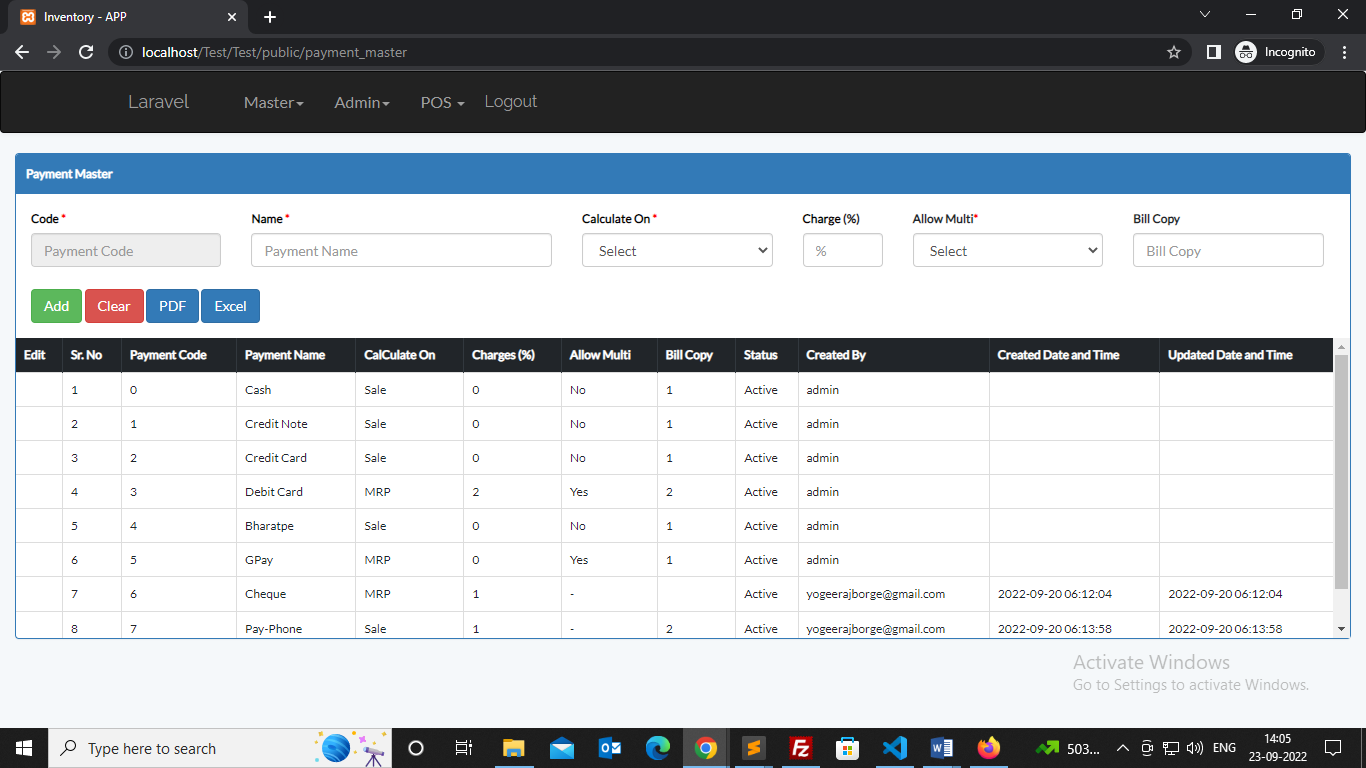 Inventory - APP
localhost/Test/Test/public/payment_master
Incognito
Laravel Master Admin POS Logout
Payment Master
Code * Name * Calculate On * Charge (%) Allow Multi* Bill Copy
Payment Code Payment Name Select % Select Bill Copy
Add Clear PDF Excel
Edit Sr. No Payment Code Payment Name CalCulate On Charges (%) Allow Multi Bill Copy Status Created By Created Date and Time Updated Date and Time
1 0 Cash Sale 0 No 1 Active admin
2 1 Credit Note Sale 0 No 1 Active admin
3 2 Credit Card Sale 0 No 1 Active admin
4 3 Debit Card MRP 2 Yes 2 Active admin
5 4 Bharatpe Sale 0 No 1 Active admin
6 5 GPay MRP 0 Yes 1 Active admin
7 6 Cheque MRP 1 - Active yogeerajborge@gmail.com 2022-09-20 06:12:04 2022-09-20 06:12:04
8 7 Pay-Phone Sale 1 - 2 Active yogeerajborge@gmail.com 2022-09-20 06:13:58 2022-09-20 06:13:58
Activate Windows
Go to Settings to activate Windows.
Type here to search
503... ENG
14:05
23-09-2022